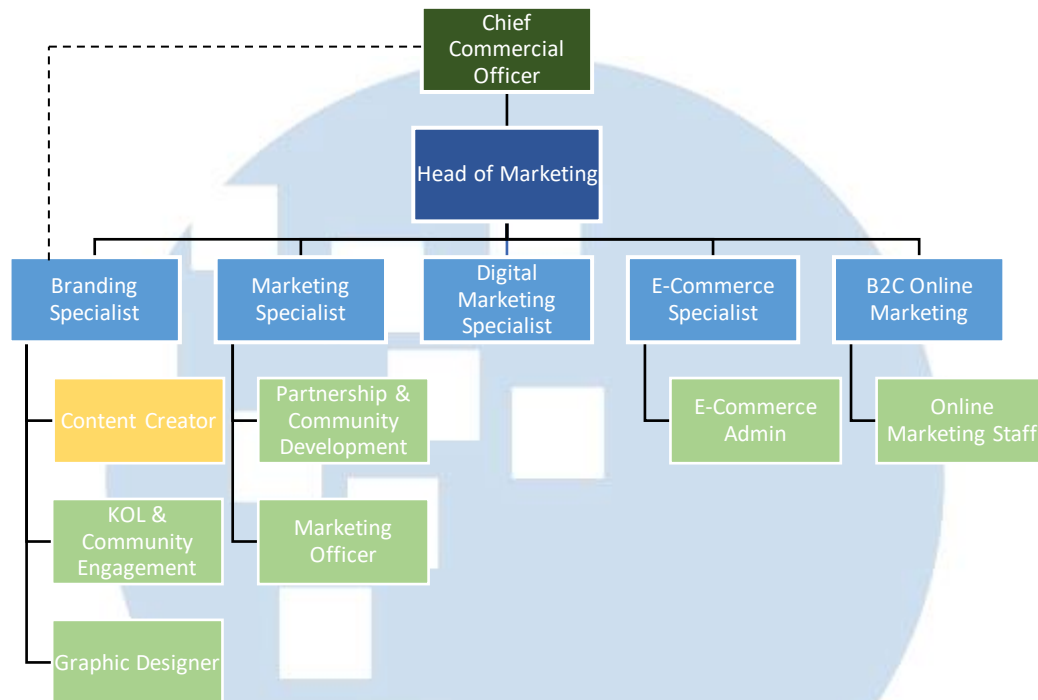 Chief
Commercial
Officer
Head of Marketing
Branding
Specialist
Marketing
Specialist
Digital
Marketing
Specialist
E-Commerce
Specialist
B2C Online
Marketing
Content Creator
Partnership &
Community
Development
E-Commerce
Admin
Online
Marketing Staff
KOL &
Community
Engagement
Marketing
Officer
Graphic Designer